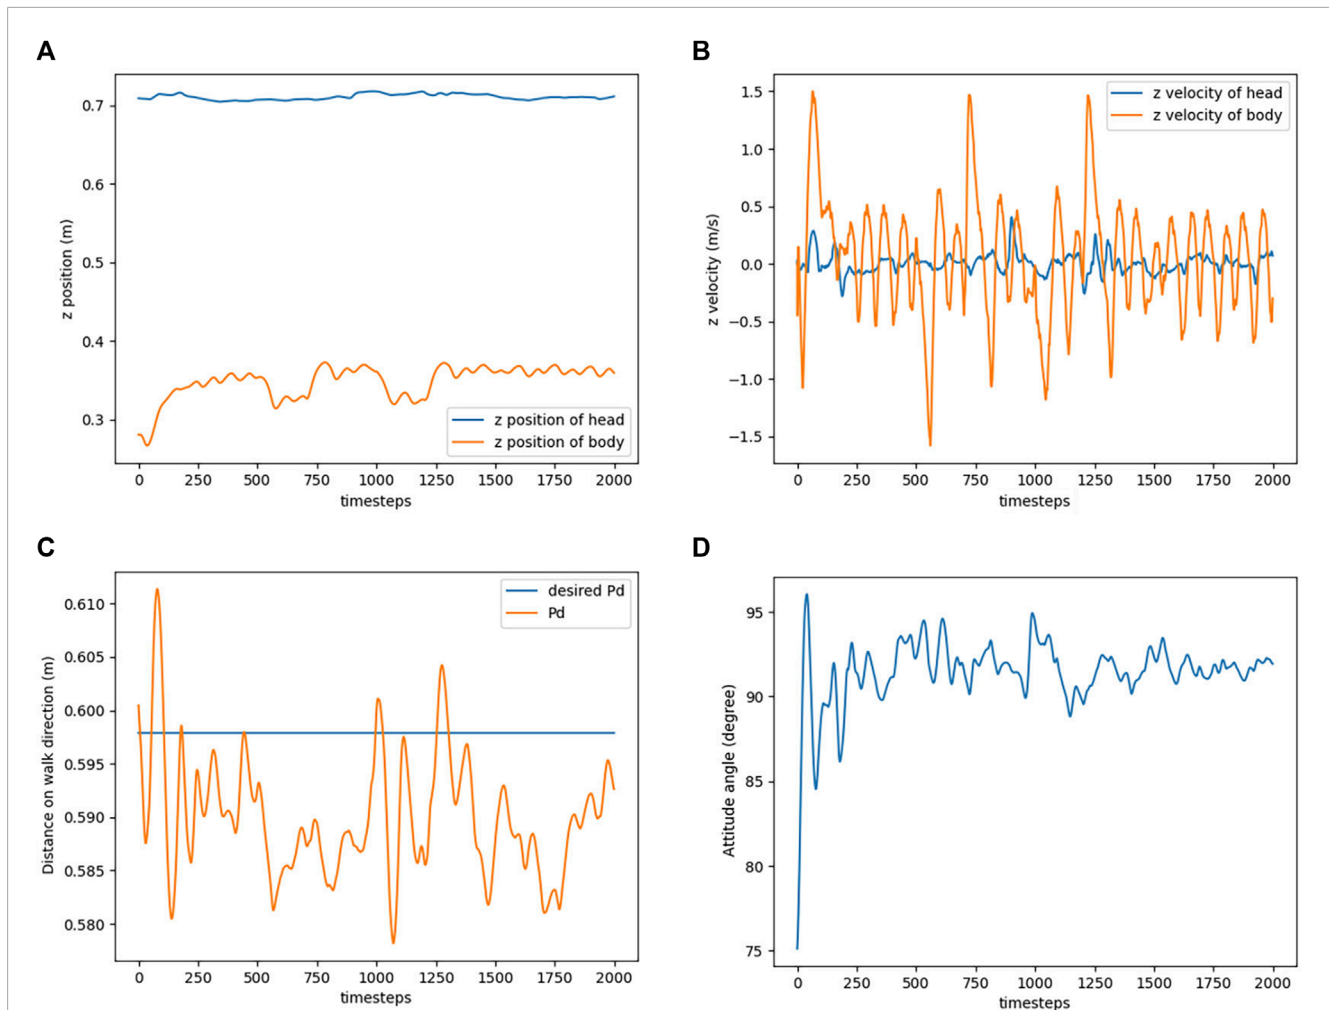 A
z position (m)
0.7
0.6
0.5
0.4
0.3
z position of head
z position of body
0 250 500 750 1000 1250 1500 1750 2000
timesteps
B
z velocity (m/s)
1.5
1.0
0.5
0.0
−0.5
−1.0
−1.5
z velocity of head
z velocity of body
0 250 500 750 1000 1250 1500 1750 2000
timesteps
C
Distance on walk direction (m)
0.610
0.605
0.600
0.595
0.590
0.585
0.580
desired Pd
Pd
0 250 500 750 1000 1250 1500 1750 2000
timesteps
D
Attitude angle (degree)
95
90
85
80
75
0 250 500 750 1000 1250 1500 1750 2000
timesteps